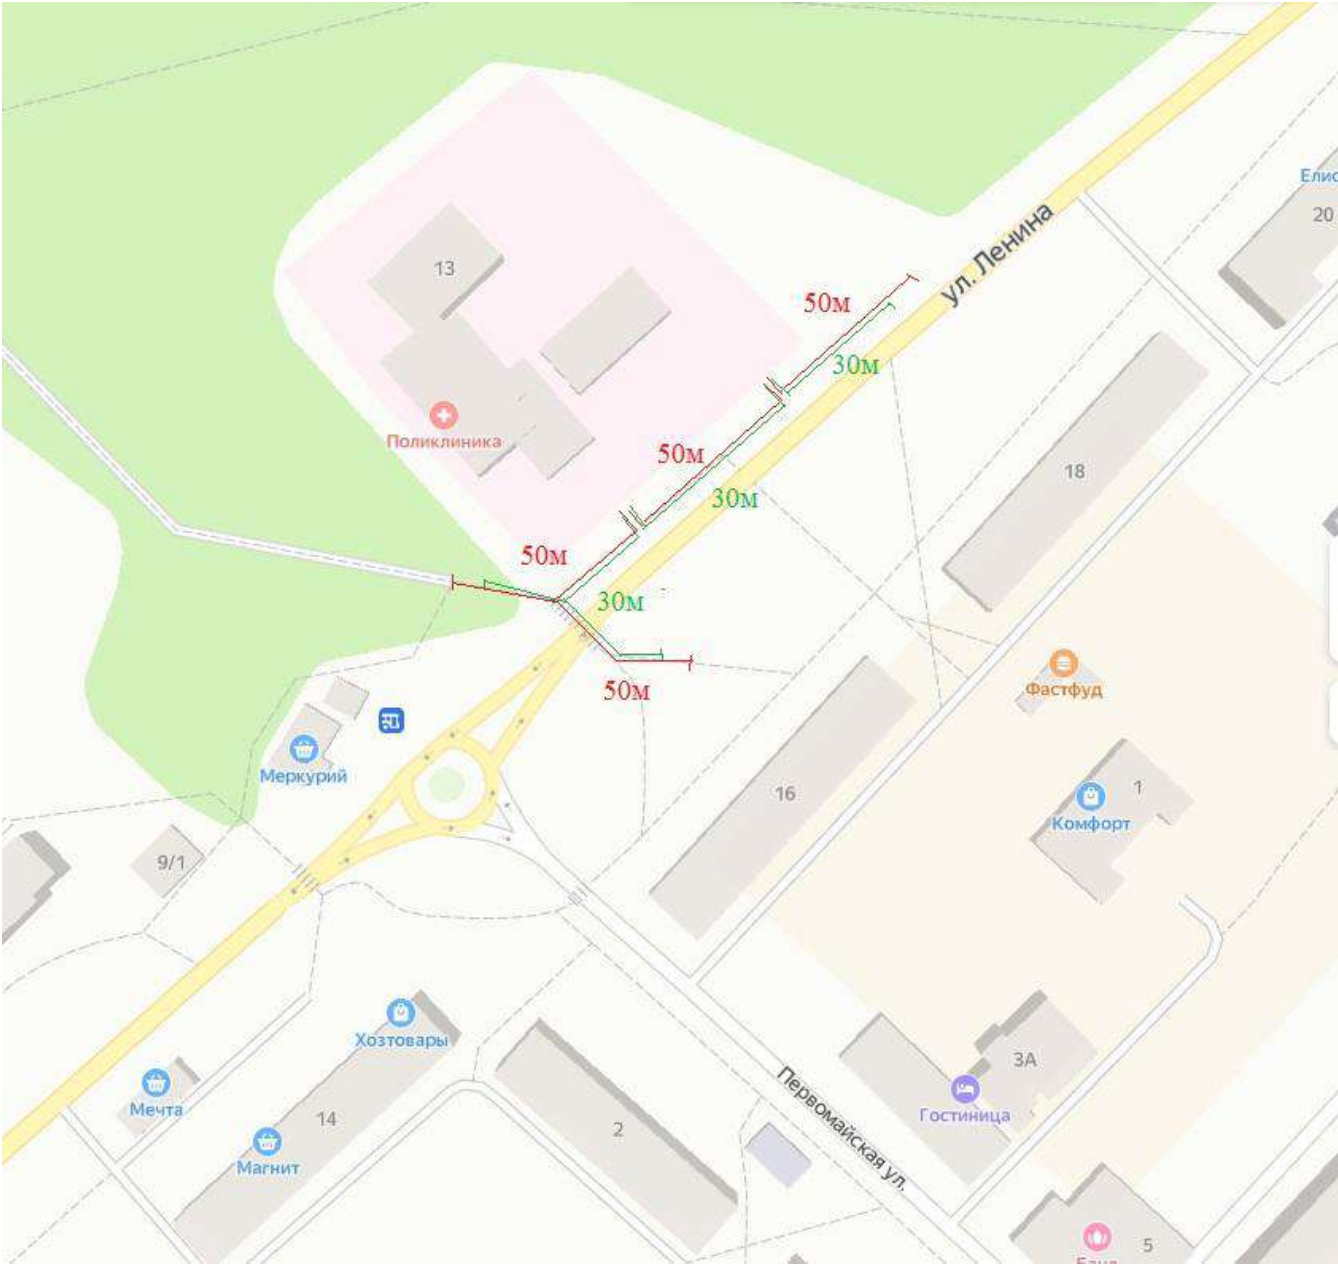 Елис
20
ул. Ленина
13
50м
30м
Поликлиника
50м
30м
18
50м
30м
50м
Фастфуд
Меркурий
16
1
Комфорт
9/1
Хозтовары
3А
Гостиница
Первомайская ул.
Мечта
14
2
Магнит
5